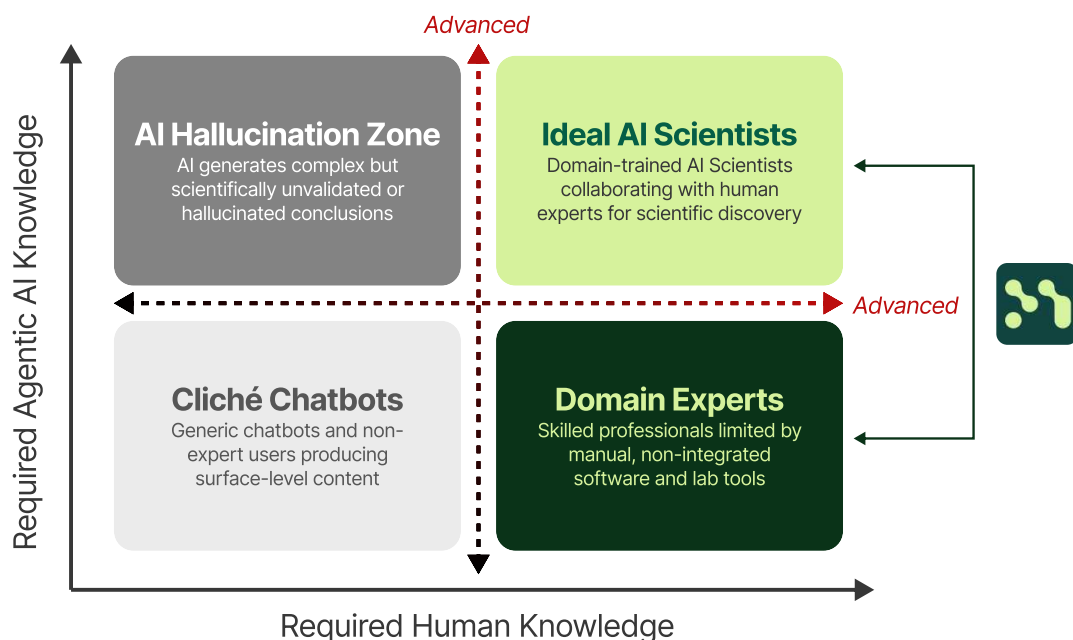 Advanced
AI Hallucination Zone
AI generates complex but
scientifically unvalidated or
hallucinated conclusions
Ideal AI Scientists
Domain-trained AI Scientists
collaborating with human
experts for scientific discovery
Required Agentic AI Knowledge
Advanced
Cliché Chatbots
Generic chatbots and non-
expert users producing
surface-level content
Domain Experts
Skilled professionals limited by
manual, non-integrated
software and lab tools
Required Human Knowledge